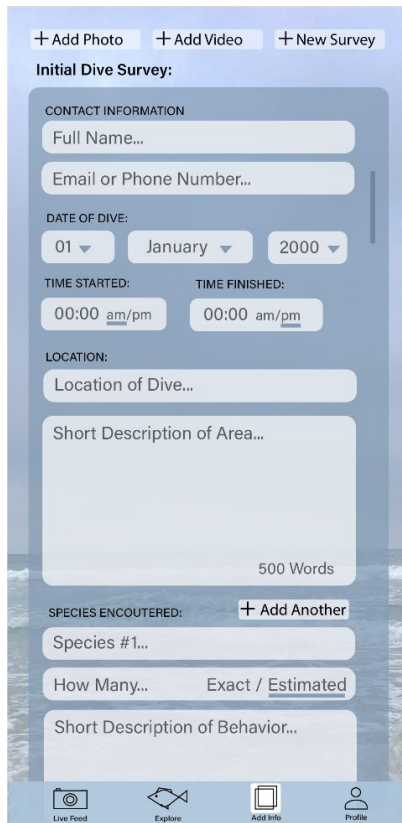 + Add Photo + Add Video + New Survey
Initial Dive Survey:
CONTACT INFORMATION
Full Name...
Email or Phone Number...
DATE OF DIVE:
01 January 2000
TIME STARTED: TIME FINISHED:
00:00 am/pm 00:00 am/pm
LOCATION:
Location of Dive...
Short Description of Area...
500 Words
SPECIES ENCOUTERED: + Add Another
Species #1...
How Many... Exact / Estimated
Short Description of Behavior...
Live Feed Explore Add Info Profile